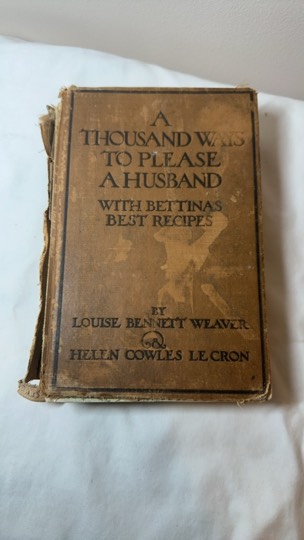 A
THOUSAND WAYS
TO PLEASE
A HUSBAND
WITH BETTINA'S
BEST RECIPES
BY
LOUISE BENNETT WEAVER
&
HELEN COWLES LE CRON